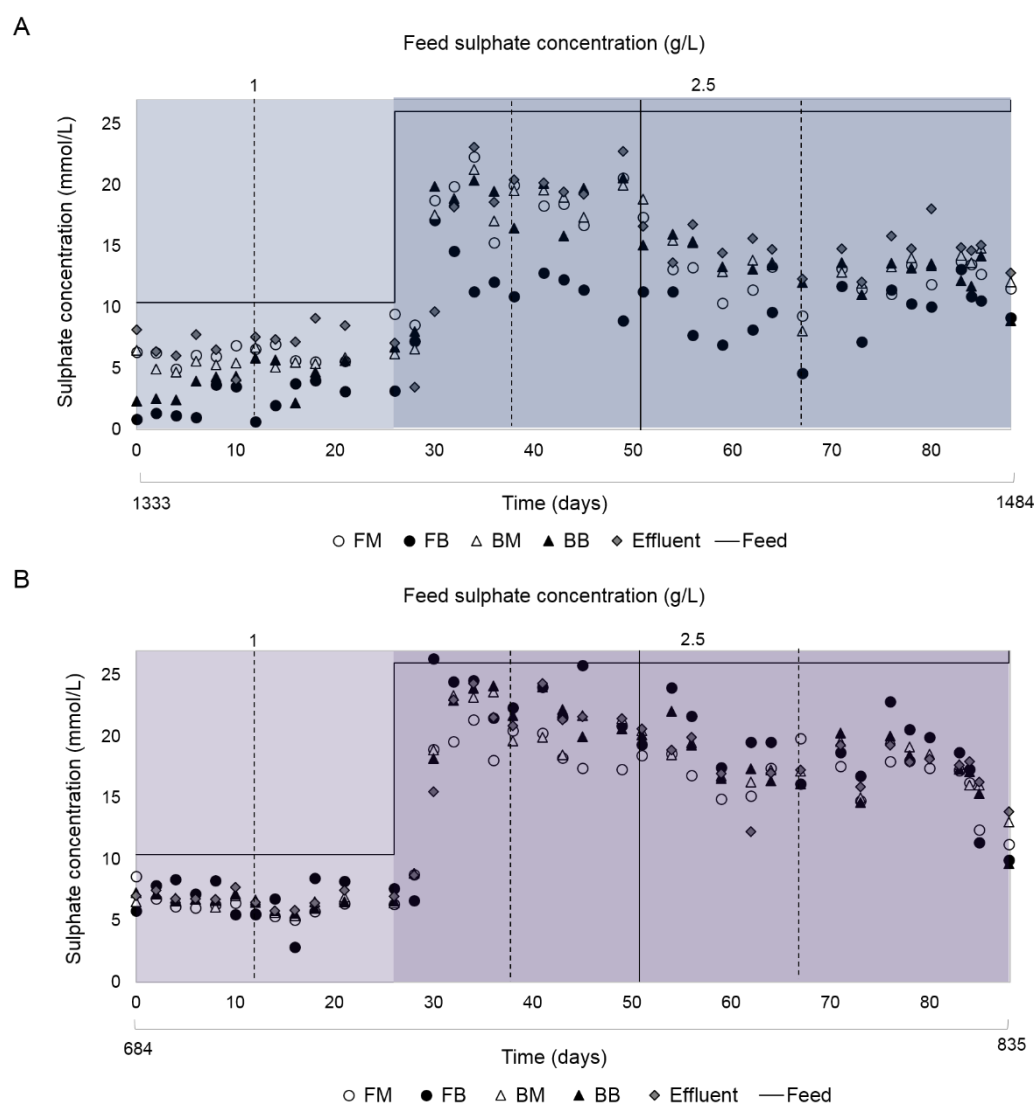 A
Feed sulphate concentration (g/L)
1 2.5
Sulphate concentration (mmol/L)
25
20
15
10
5
0
0 10 20 30 40 50 60 70 80
1333 Time (days) 1484
FM FB BM BB Effluent Feed
B
Feed sulphate concentration (g/L)
1 2.5
Sulphate concentration (mmol/L)
25
20
15
10
5
0
0 10 20 30 40 50 60 70 80
684 Time (days) 835
FM FB BM BB Effluent Feed